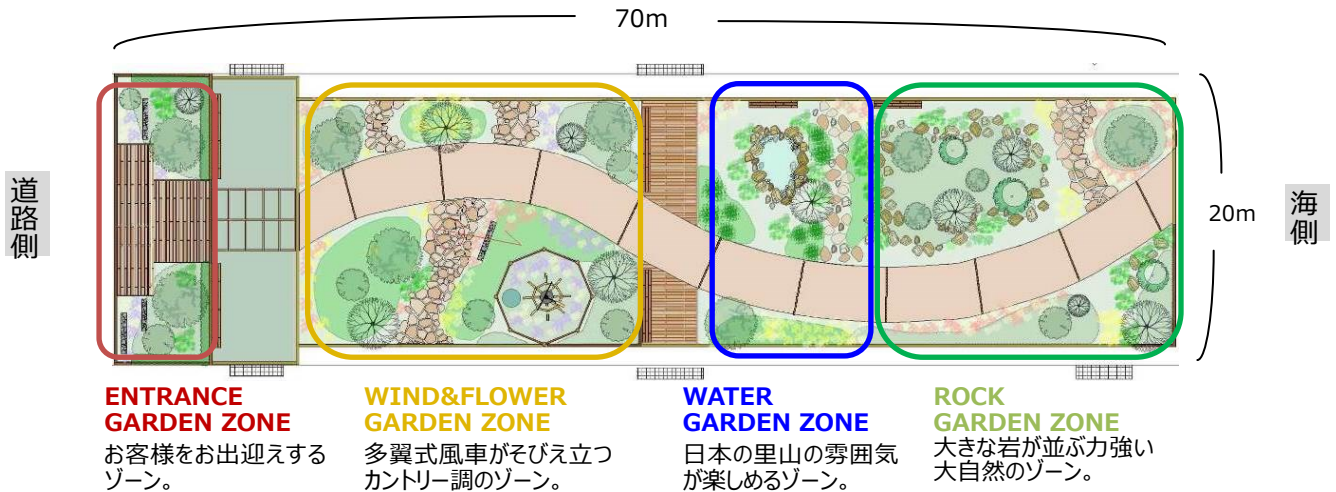 70m
道路側
20m
海側
ENTRANCE
GARDEN ZONE
お客様をお出迎えする
ゾーン。
WIND&FLOWER
GARDEN ZONE
多翼式風車がそびえ立つ
カントリー調のゾーン。
WATER
GARDEN ZONE
日本の里山の雰囲気
が楽しめるゾーン。
ROCK
GARDEN ZONE
大きな岩が並ぶ力強い
大自然のゾーン。